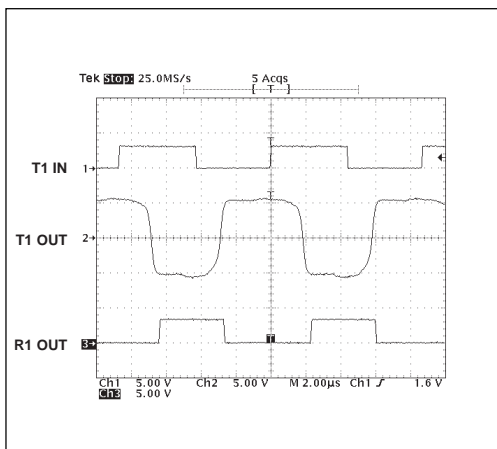 Tek Stop: 25.0MS/s 5 Acqs
[ T ]
T
T1 IN 1→
T
T1 OUT 2→
R1 OUT 3→ T
Ch1 5.00 V Ch2 5.00 V M 2.00µs Ch1 ⌡ 1.6 V
Ch3 5.00 V